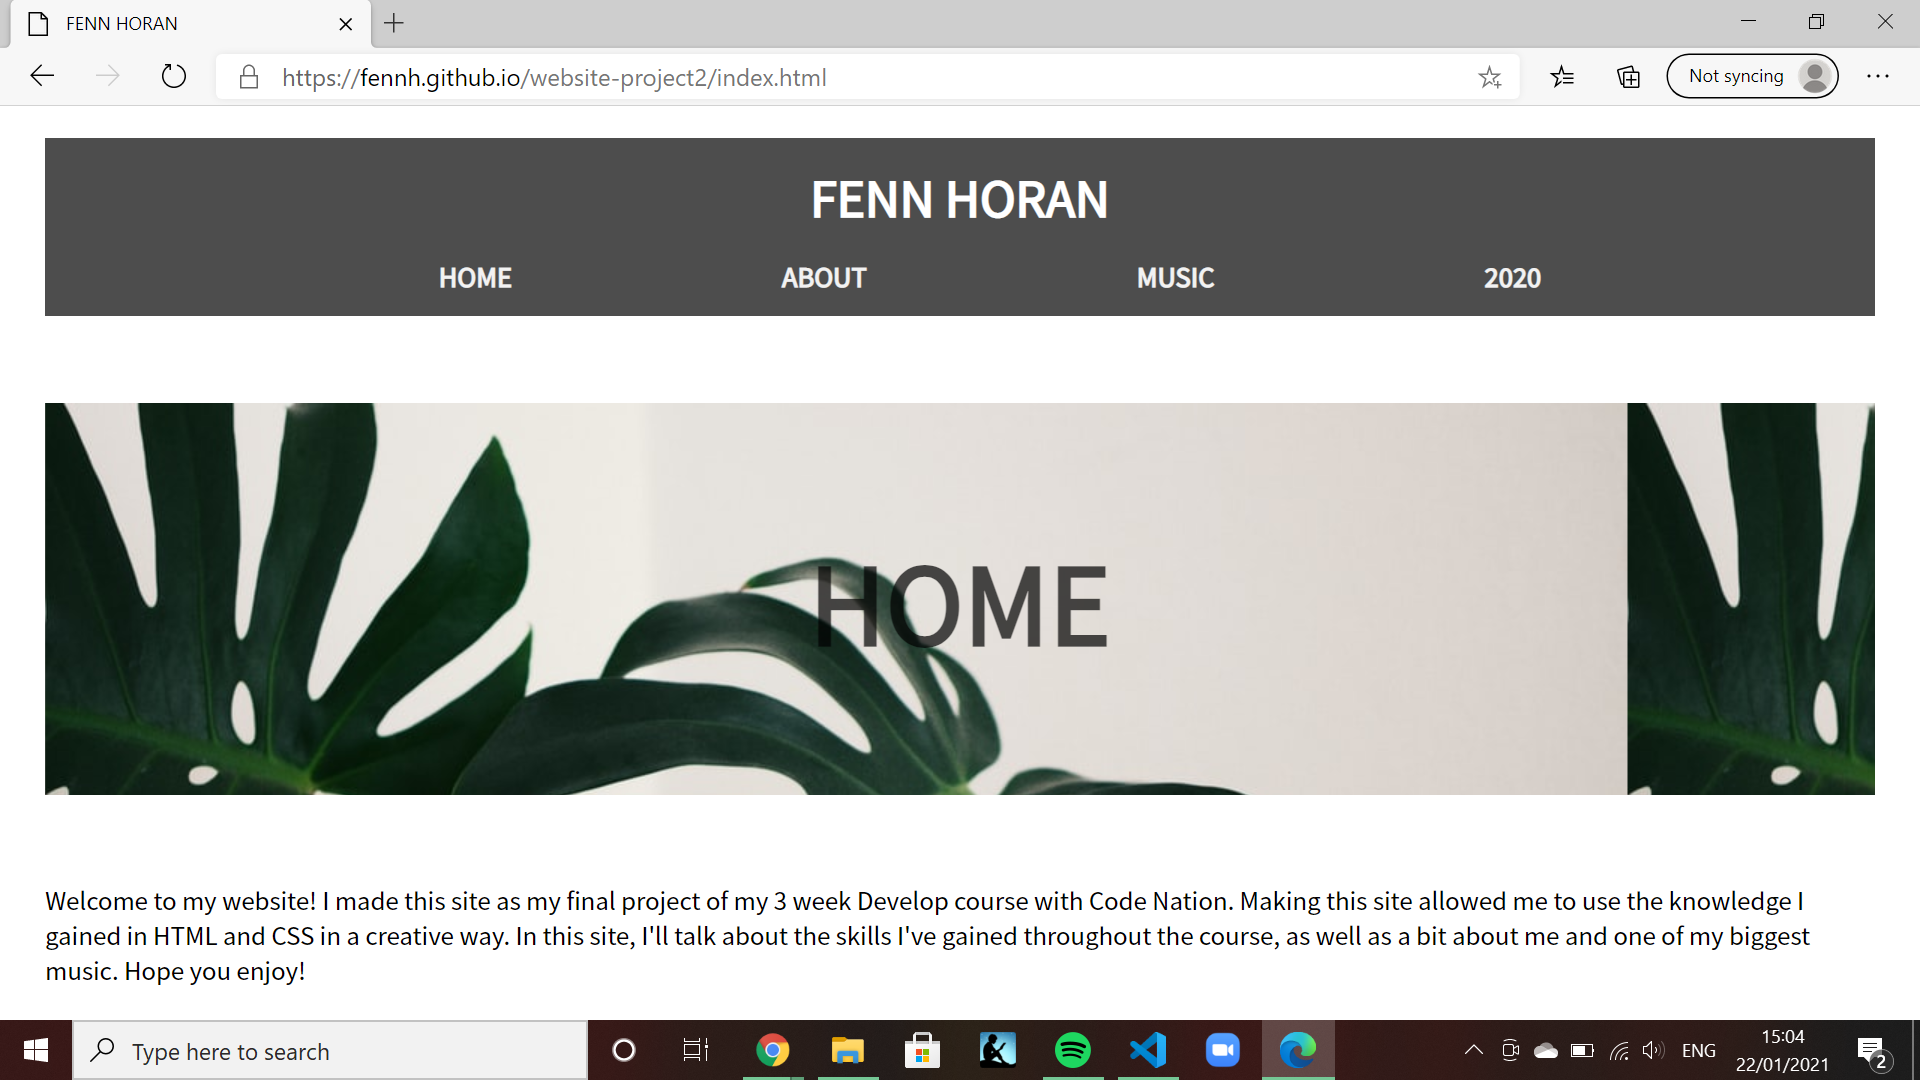 FENN HORAN
https://fennh.github.io/website-project2/index.html
Not syncing
FENN HORAN
HOME ABOUT MUSIC 2020
HOME
Welcome to my website! I made this site as my final project of my 3 week Develop course with Code Nation. Making this site allowed me to use the knowledge I
gained in HTML and CSS in a creative way. In this site, I'll talk about the skills I've gained throughout the course, as well as a bit about me and one of my biggest
music. Hope you enjoy!
Type here to search
ENG
15:04
22/01/2021
2